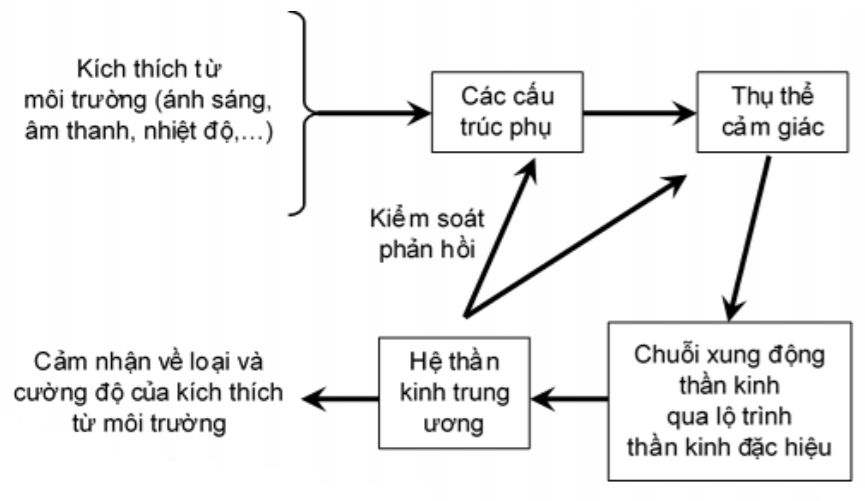 Kích thích từ
môi trường (ánh sáng,
âm thanh, nhiệt độ,...)
Các cấu
trúc phụ
Thụ thể
cảm giác
Kiểm soát
phản hồi
Cảm nhận về loại và
cường độ của kích thích
từ môi trường
Hệ thần
kinh trung
ương
Chuỗi xung động
thần kinh
qua lộ trình
thần kinh đặc hiệu